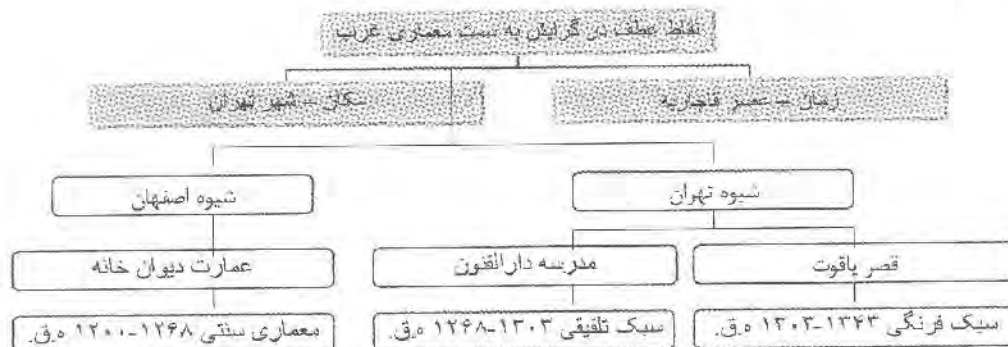 نقاط عطف در گرایش به سمت معماری غرب
زمان – عصر قاجاریه
مکان – شهر تهران
شیوه تهران
شیوه اصفهان
قصر یاقوت
مدرسه دارالفنون
عمارت دیوان خانه
سبک فرنگی ۱۳۴۳-۱۳۰۳ ه.ق.
سبک تلفیقی ۱۳۰۳-۱۲۶۸ ه.ق.
معماری سنتی ۱۲۶۸-۱۲۰۰ ه.ق.